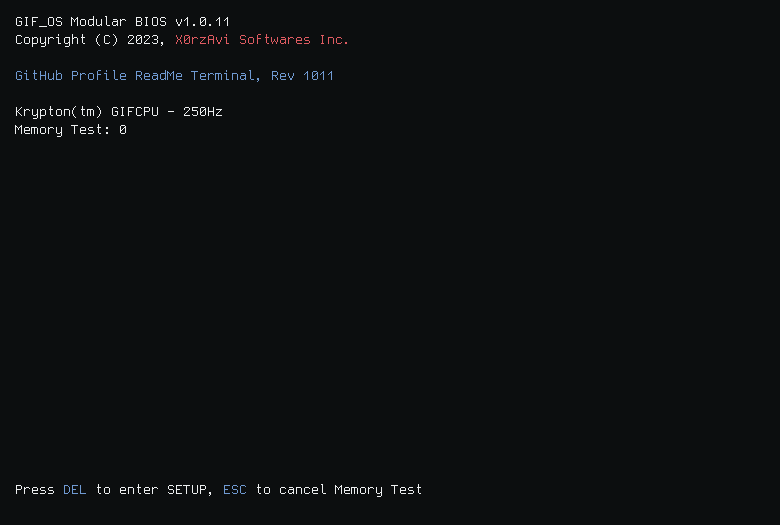 GIF_OS Modular BIOS v1.0.11
Copyright (C) 2023, X0rzAvi Softwares Inc.
GitHub Profile ReadMe Terminal, Rev 1011
Krypton(tm) GIFCPU - 250Hz
Memory Test: 0
Press DEL to enter SETUP, ESC to cancel Memory Test